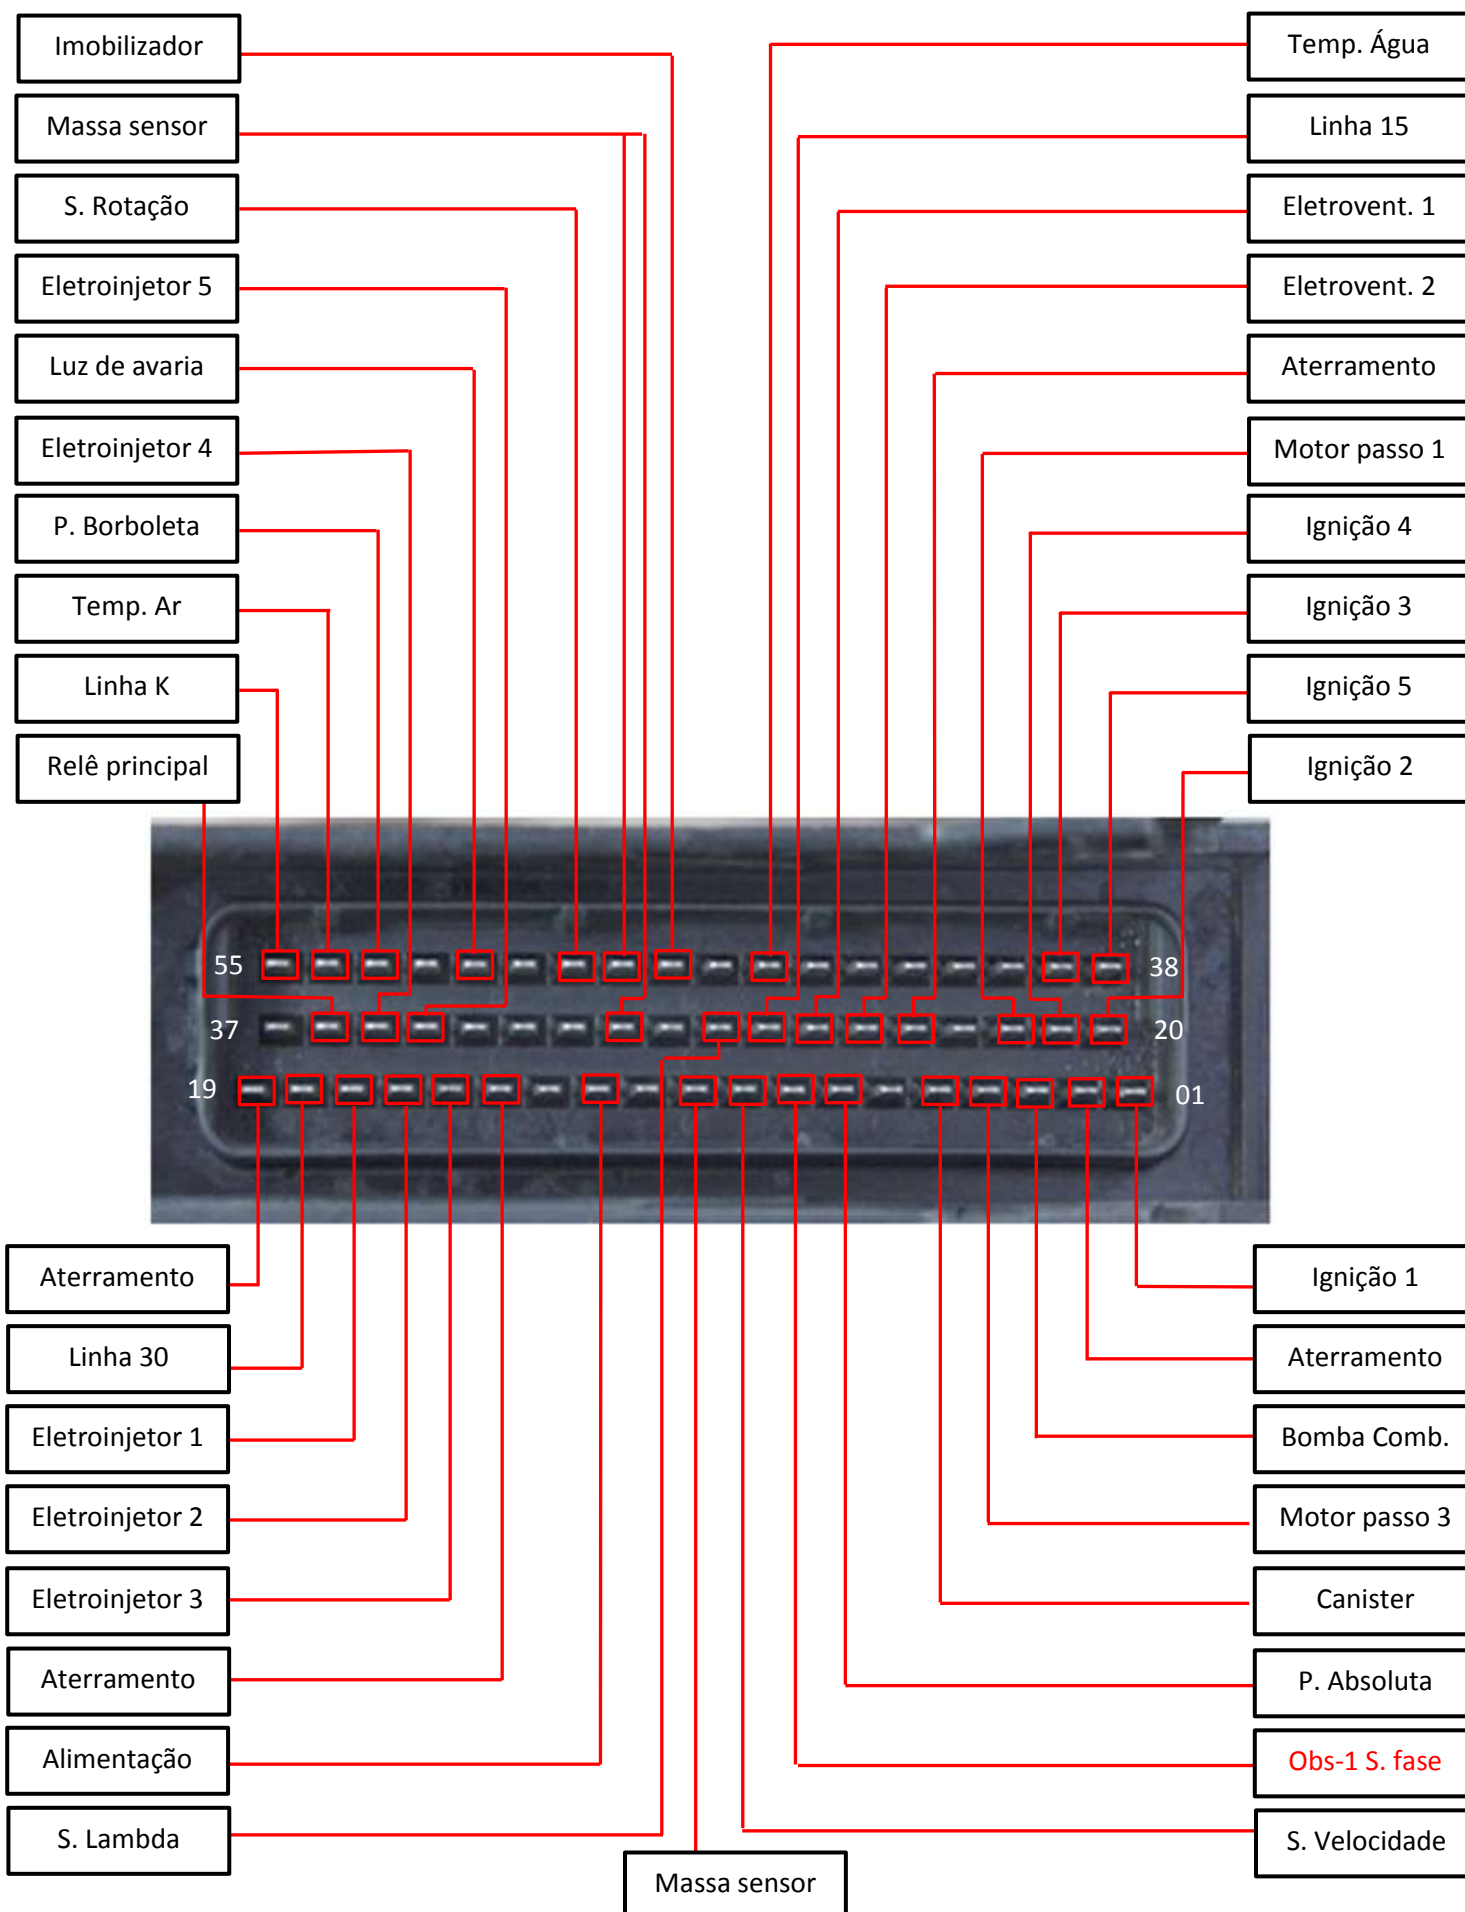 Imobilizador
Massa sensor
S. Rotação
Eletroinjetor 5
Luz de avaria
Eletroinjetor 4
P. Borboleta
Temp. Ar
Linha K
Relê principal
Temp. Água
Linha 15
Eletrovent. 1
Eletrovent. 2
Aterramento
Motor passo 1
Ignição 4
Ignição 3
Ignição 5
Ignição 2
55
38
37
20
19
01
Aterramento
Linha 30
Eletroinjetor 1
Eletroinjetor 2
Eletroinjetor 3
Aterramento
Alimentação
S. Lambda
Massa sensor
Ignição 1
Aterramento
Bomba Comb.
Motor passo 3
Canister
P. Absoluta
Obs-1 S. fase
S. Velocidade